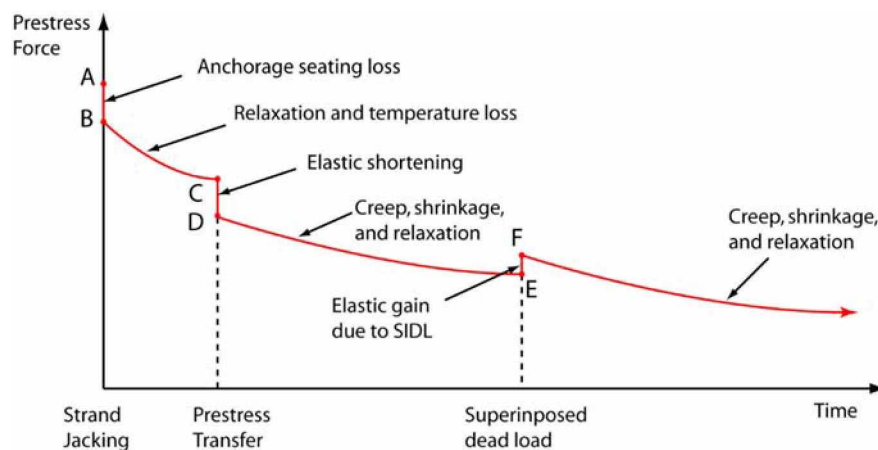 Prestress
Force
A
Anchorage seating loss
B
Relaxation and temperature loss
Elastic shortening
C
D
Creep, shrinkage,
and relaxation
F
Creep, shrinkage,
and relaxation
E
Elastic gain
due to SIDL
Strand
Jacking
Prestress
Transfer
Superinposed
dead load
Time